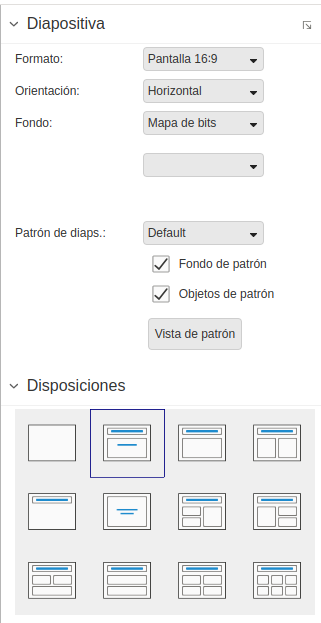 Diapositiva
Formato: Pantalla 16:9
Orientación: Horizontal
Fondo: Mapa de bits
Patrón de diaps.: Default
Fondo de patrón
Objetos de patrón
Vista de patrón
Disposiciones